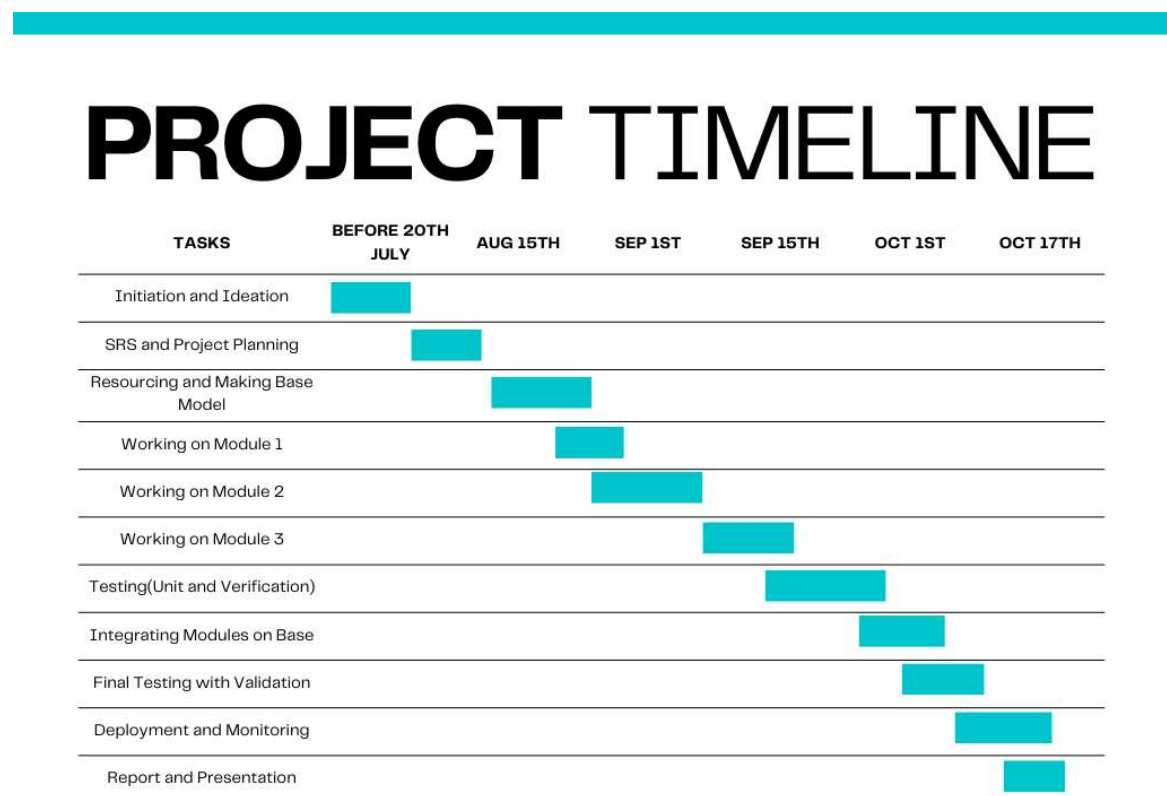 PROJECT TIMELINE
TASKS
BEFORE 20TH
JULY
AUG 15TH
SEP 1ST
SEP 15TH
OCT 1ST
OCT 17TH
Initiation and Ideation
SRS and Project Planning
Resourcing and Making Base
Model
Working on Module 1
Working on Module 2
Working on Module 3
Testing(Unit and Verification)
Integrating Modules on Base
Final Testing with Validation
Deployment and Monitoring
Report and Presentation